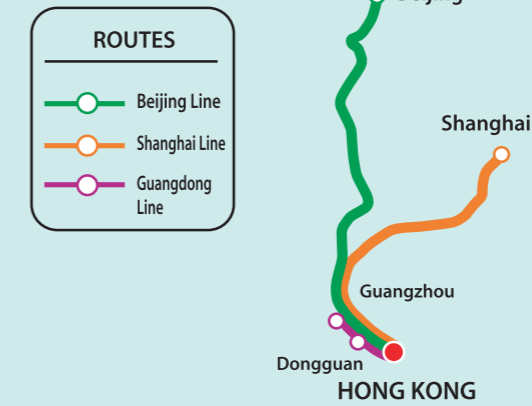 ROUTES
Beijing Line
Shanghai Line
Guangdong
Line
Shanghai
Guangzhou
Dongguan
HONG KONG